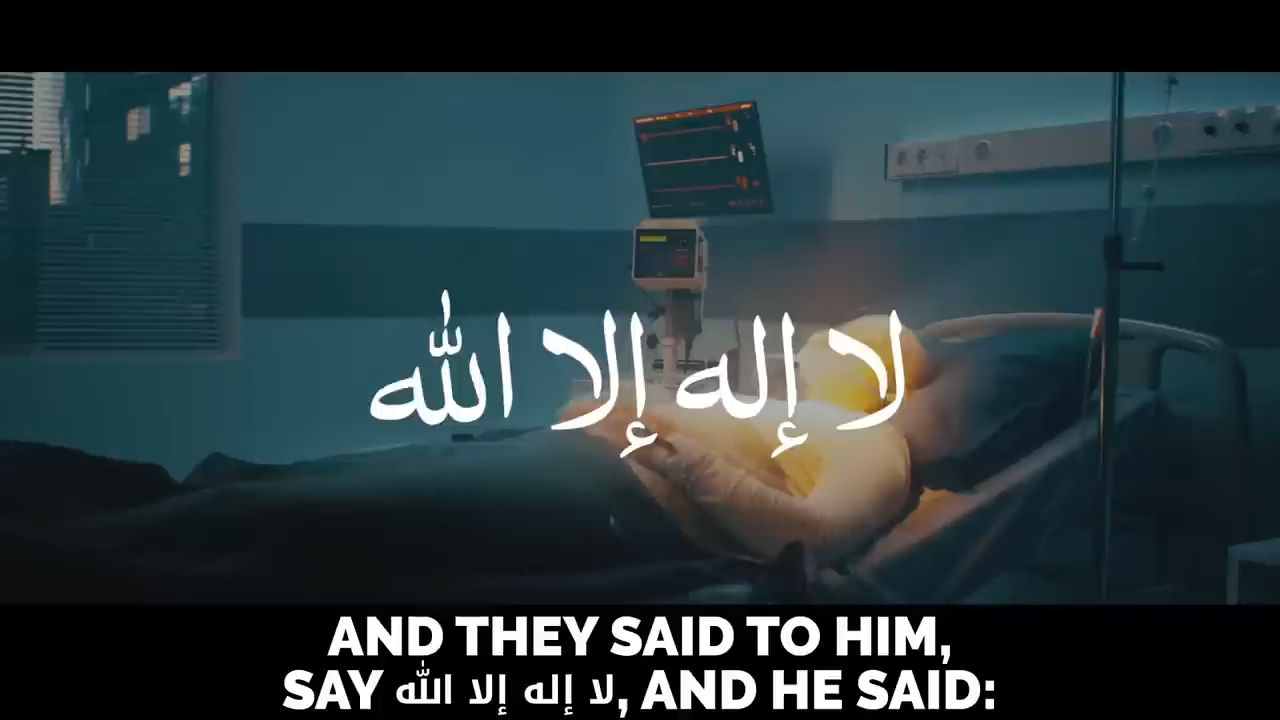 لا إله إلا الله
AND THEY SAID TO HIM,
SAY لا إله إلا الله, AND HE SAID: